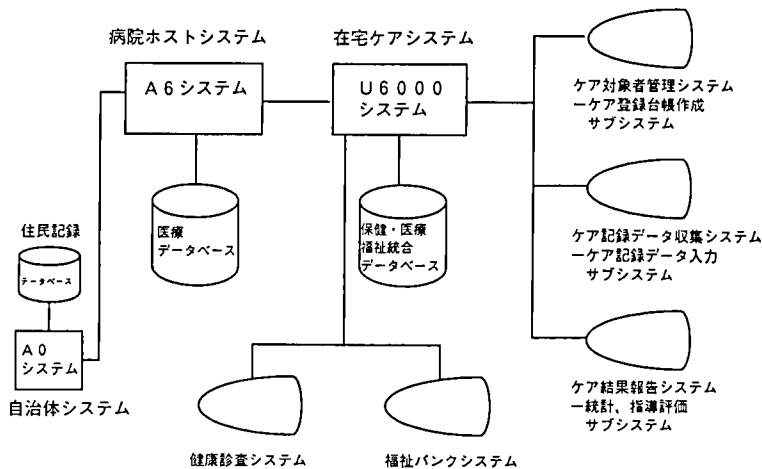 病院ホストシステム
A6システム
在宅ケアシステム
U6000
システム
ケア対象者管理システム
ーケア登録台帳作成
サブシステム
住民記録
データベース
医療
データベース
保健・医療
福祉統合
データベース
ケア記録データ収集システム
ーケア記録データ入力
サブシステム
A0
システム
自治体システム
ケア結果報告システム
ー統計、指導評価
サブシステム
健康診査システム
福祉バンクシステム